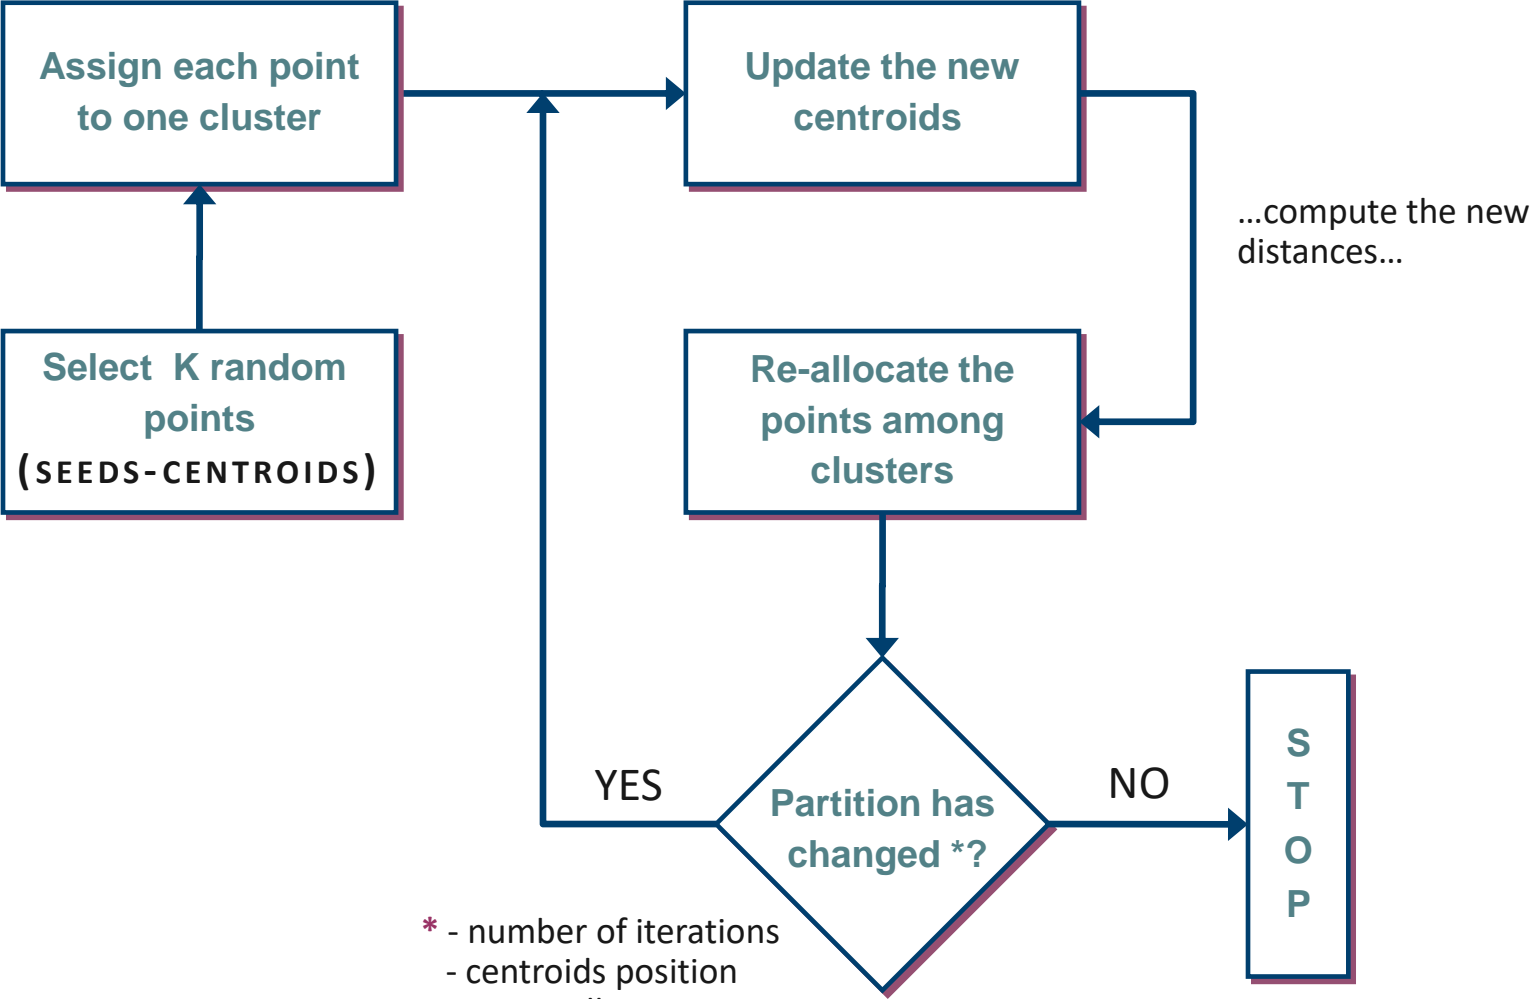 Assign each point
to one cluster
Update the new
centroids
…compute the new
distances…
Select K random
points
(SEEDS-CENTROIDS)
Re-allocate the
points among
clusters
YES
NO
Partition has
changed *?
S
T
O
P
* - number of iterations
- centroids position